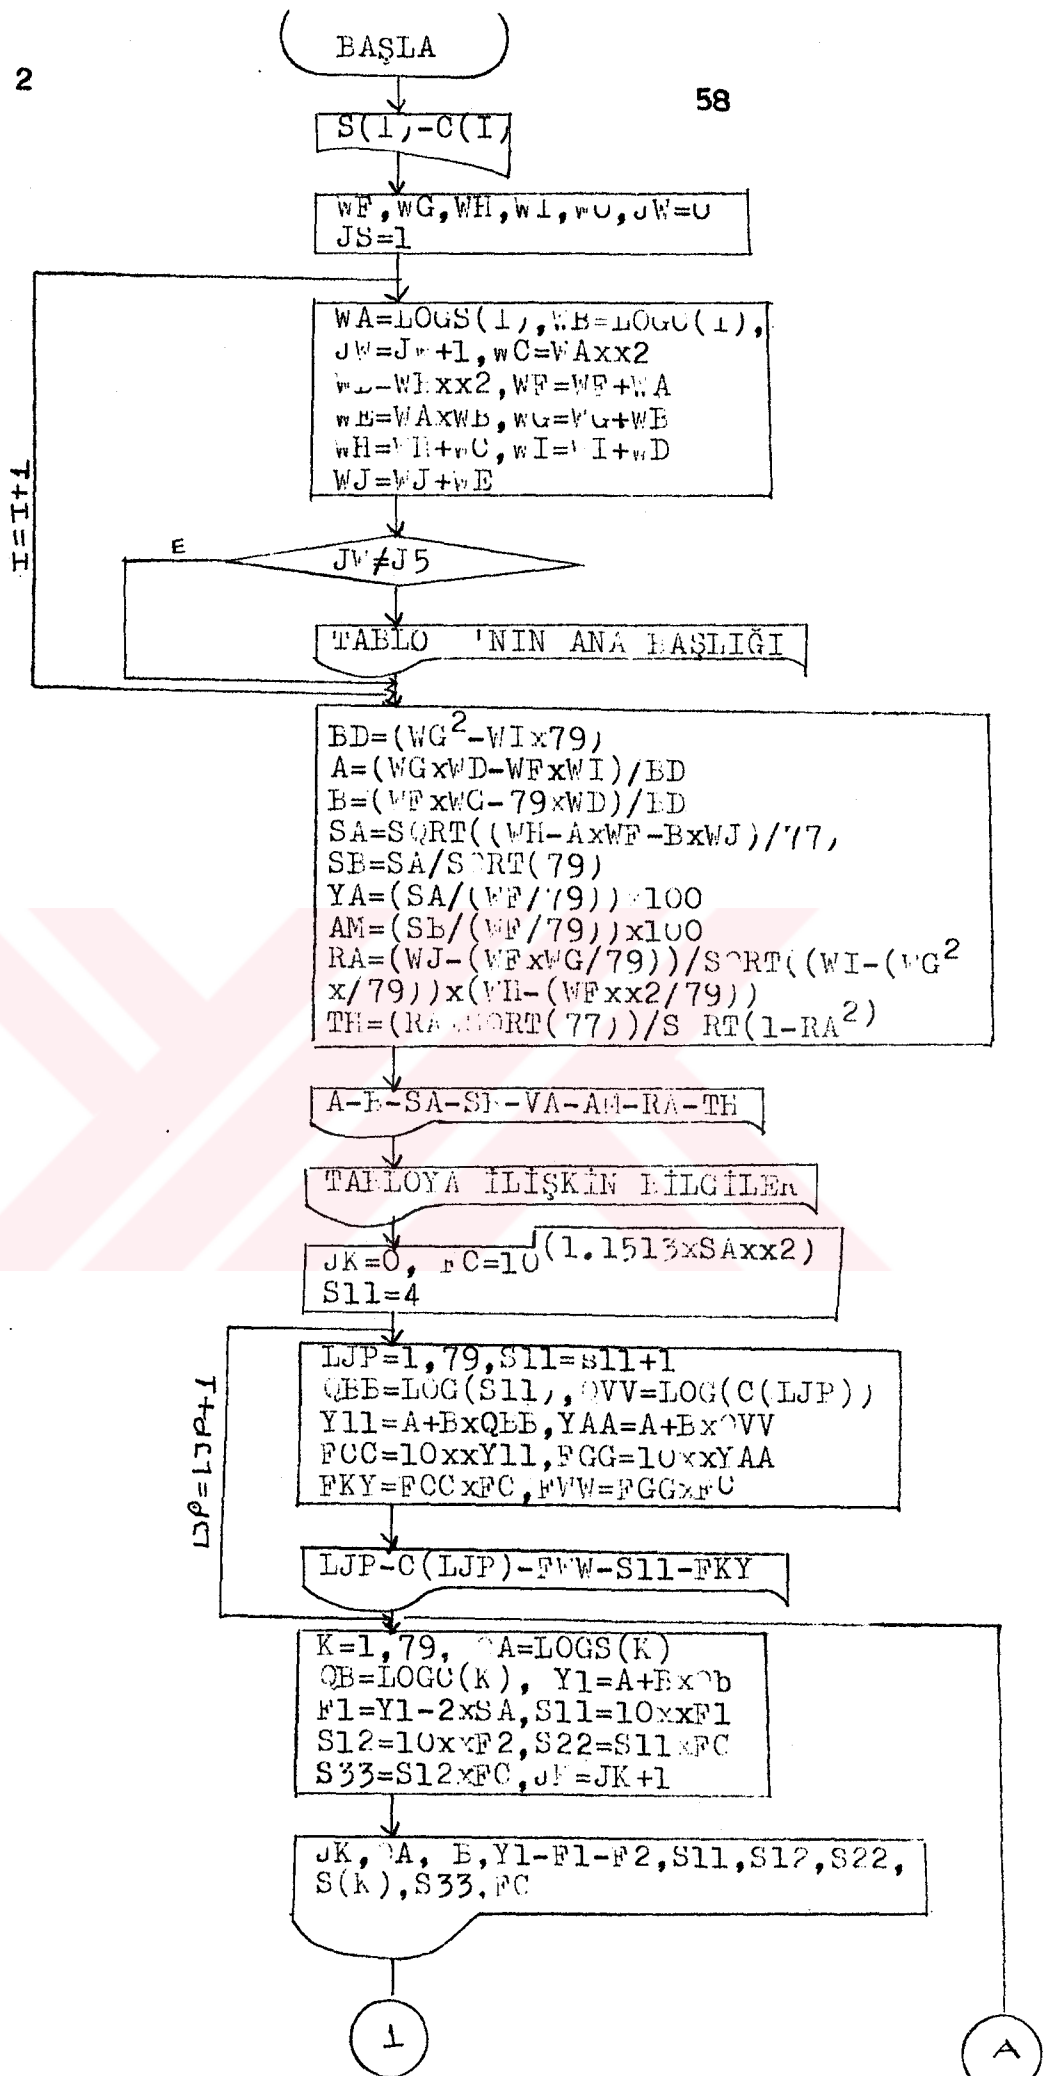 2
58
BAŞLA
S(I)-C(I)
WF,WG,WH,WI,WJ,JW=0
JS=1
WA=LOGS(I),WB=LOGC(I),
JW=JW+1,WC=WAxx2
WD=WBxx2,WF=WF+WA
WE=WAxWB,WG=WG+WB
WH=WH+WC,WI=WI+WD
WJ=WJ+WE
I=I+1
E
JW≠J5
TABLO 'NIN ANA BAŞLIĞI
BD=(WG²-WIx79)
A=(WGxWD-WFxWI)/BD
B=(WFxWG-79xWD)/BD
SA=SQRT((WH-AxWF-BxWJ)/77)
SB=SA/SQRT(79)
YA=(SA/(WF/79))x100
AM=(SB/(WF/79))x100
RA=(WJ-(WFxWG/79))/SQRT((WI-(WG²
x/79))x(WH-(WFxx2/79))
TH=(RAxSQRT(77))/SQRT(1-RA²)
A-B-SA-SB-VA-AM-RA-TH
TABLOYA İLİŞKİN BİLGİLER
JK=0, FC=10(1.1513xSAxx2)
S11=4
LJP=1,79,S11=S11+1
QBB=LOG(S11),QVV=LOG(C(LJP))
Y11=A+BxQBB,YAA=A+BxQVV
FCC=10xxY11,FGG=10xxYAA
FKY=FCCxFC,FVW=FGGxFC
LJP=LJP+1
LJP-C(LJP)-FVW-S11-FKY
K=1,79, QA=LOGS(K)
QB=LOGC(K), Y1=A+BxQb
F1=Y1-2xSA,S11=10xxF1
S12=10xxF2,S22=S11xFC
S33=S12xFC,JK=JK+1
JK,QA, B,Y1-F1-F2,S11,S12,S22,
S(K),S33,FC
1
A